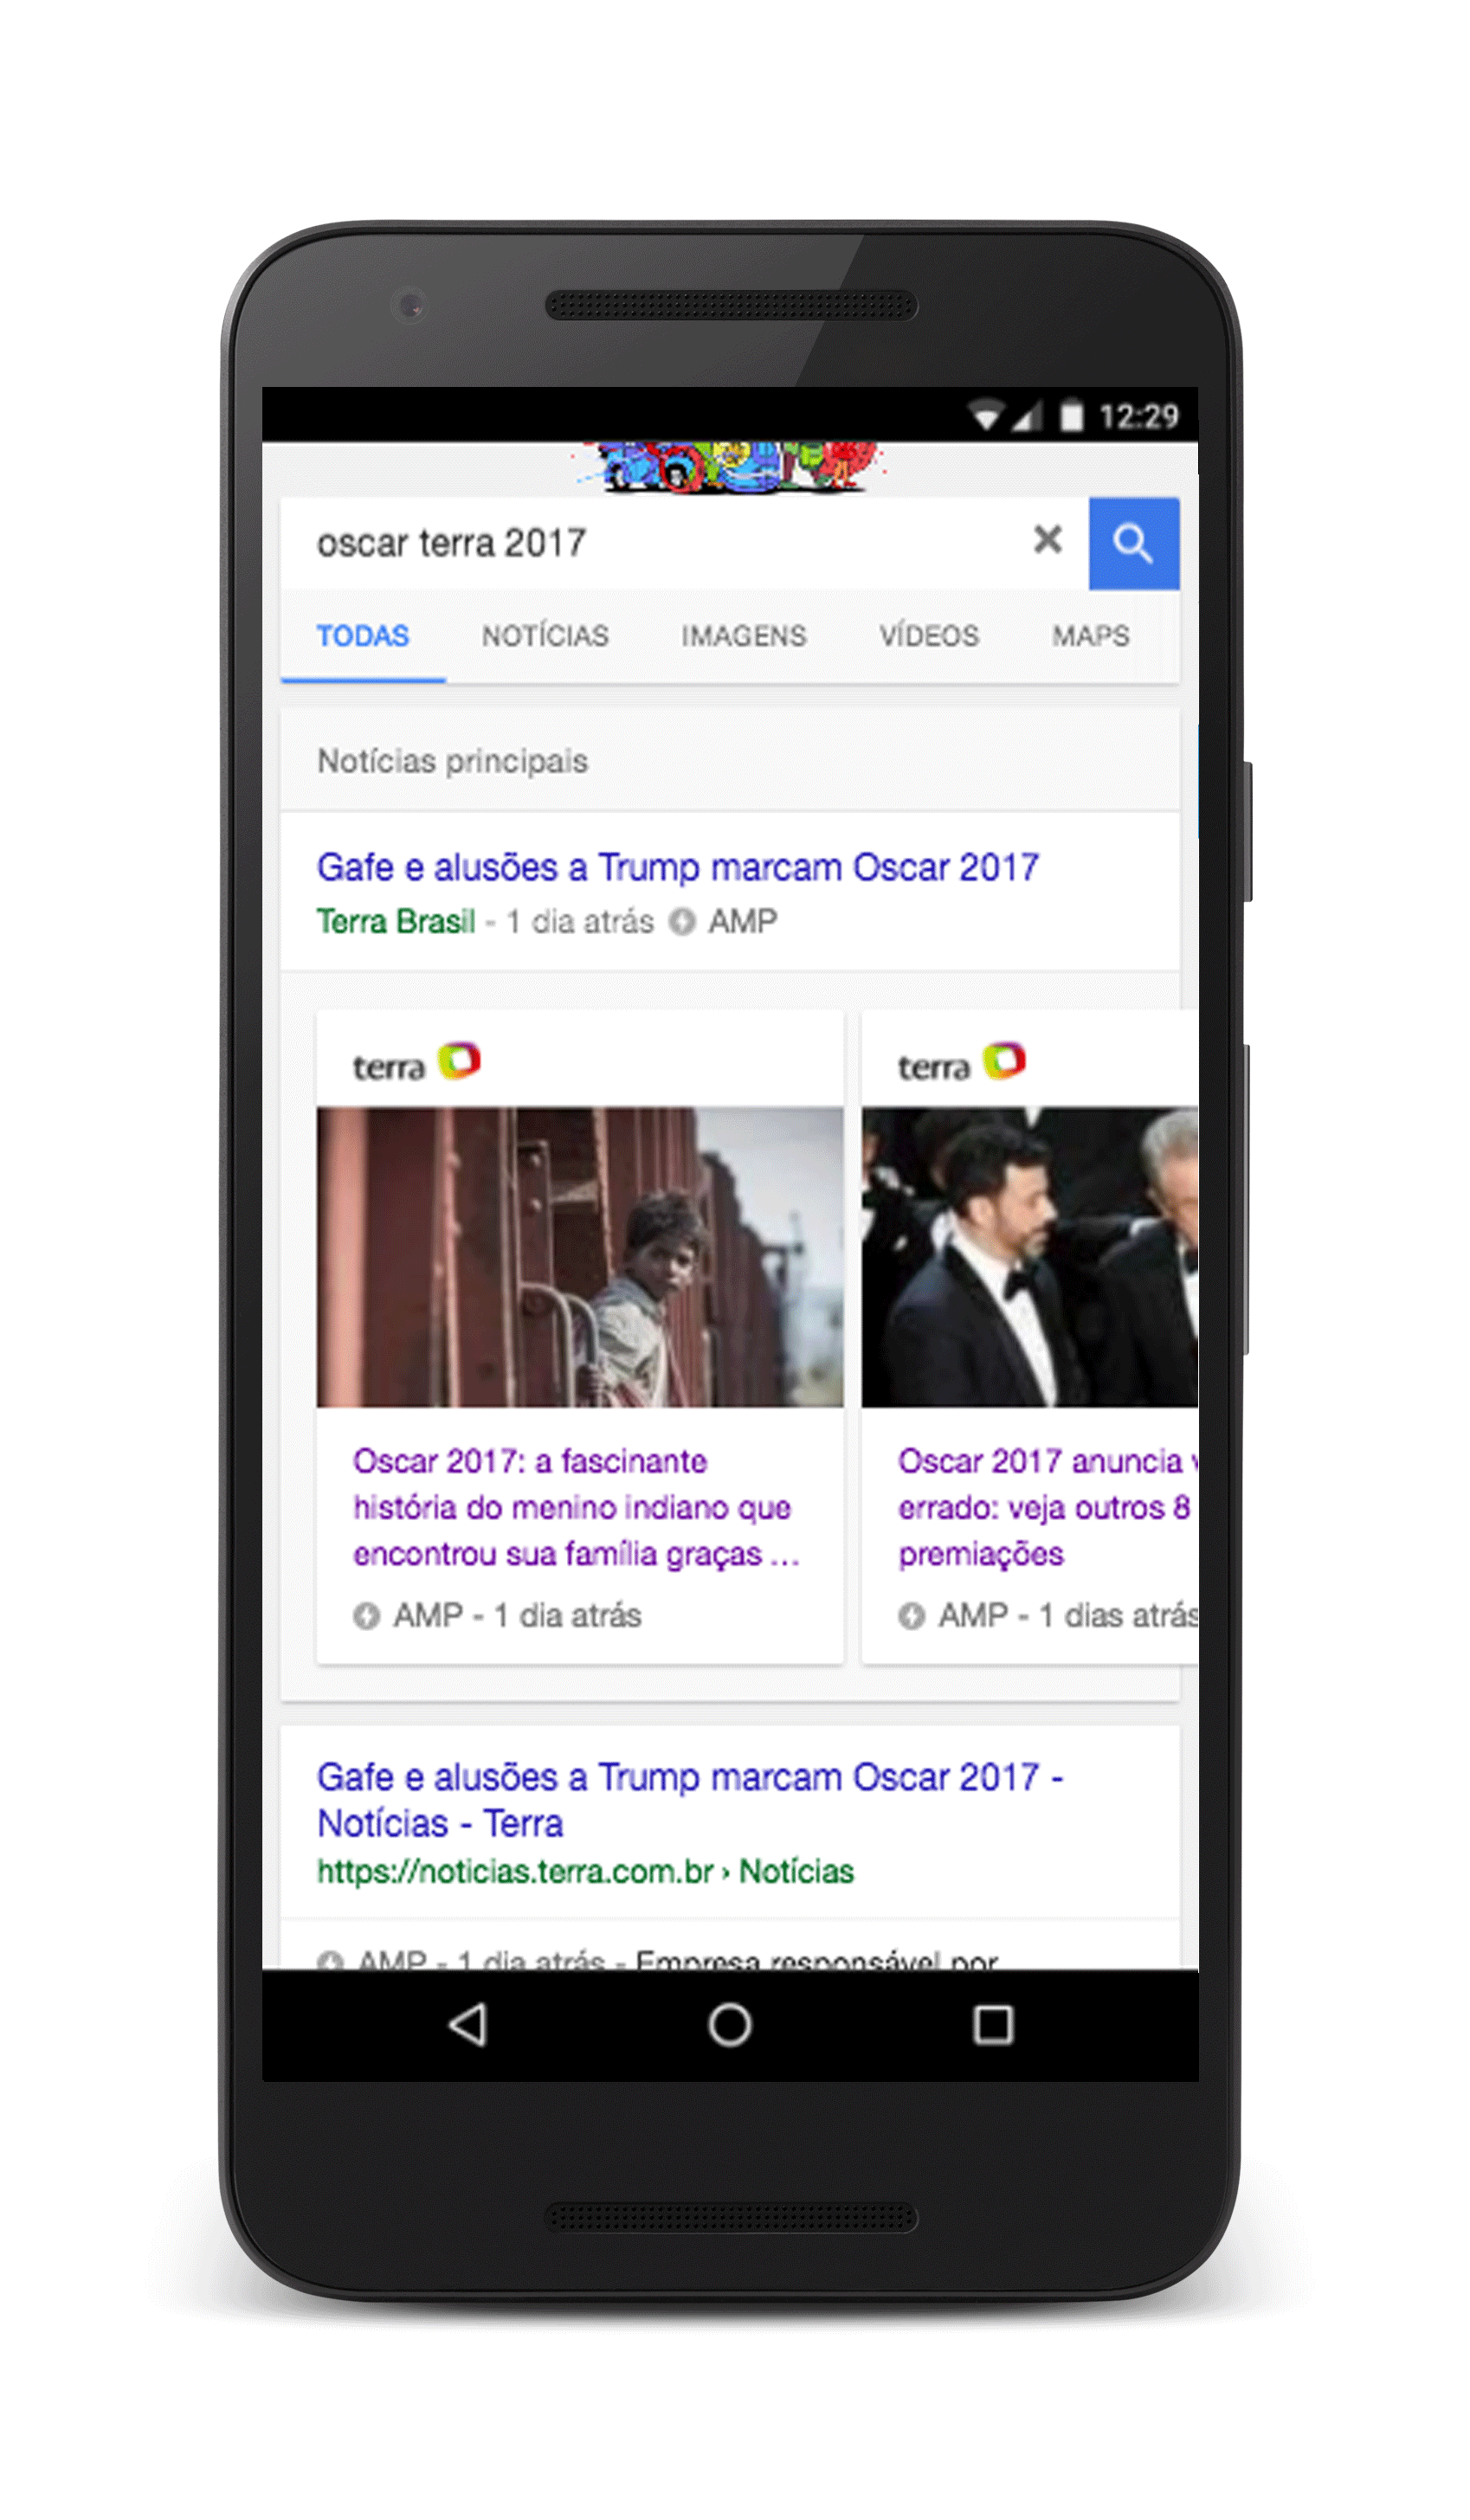 12:29
oscar terra 2017
TODAS NOTÍCIAS IMAGENS VÍDEOS MAPS
Notícias principais
Gafe e alusões a Trump marcam Oscar 2017
Terra Brasil - 1 dia atrás AMP
terra
Oscar 2017: a fascinante
história do menino indiano que
encontrou sua família graças ...
AMP - 1 dia atrás
terra
Oscar 2017 anuncia
errado: veja outros 8
premiações
AMP - 1 dias atrás
Gafe e alusões a Trump marcam Oscar 2017 -
Notícias - Terra
https://noticias.terra.com.br › Notícias
AMP - 1 dia atrás - Empresa responsável por